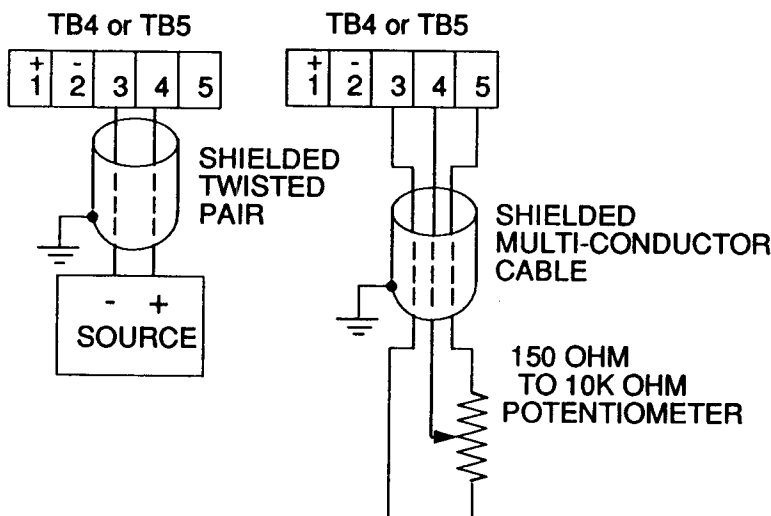 TB4 or TB5
+ -
1 2 3 4 5
SHIELDED
TWISTED
PAIR
- +
SOURCE
TB4 or TB5
+ -
1 2 3 4 5
SHIELDED
MULTI-CONDUCTOR
CABLE
150 OHM
TO 10K OHM
POTENTIOMETER